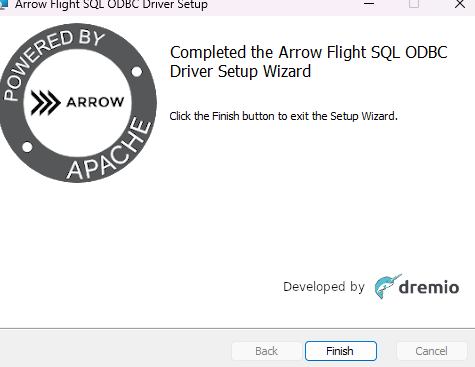 Arrow Flight SQL ODBC Driver Setup
POWERED BY
ARROW
APACHE
Completed the Arrow Flight SQL ODBC
Driver Setup Wizard
Click the Finish button to exit the Setup Wizard.
Developed by dremio
Back Finish Cancel